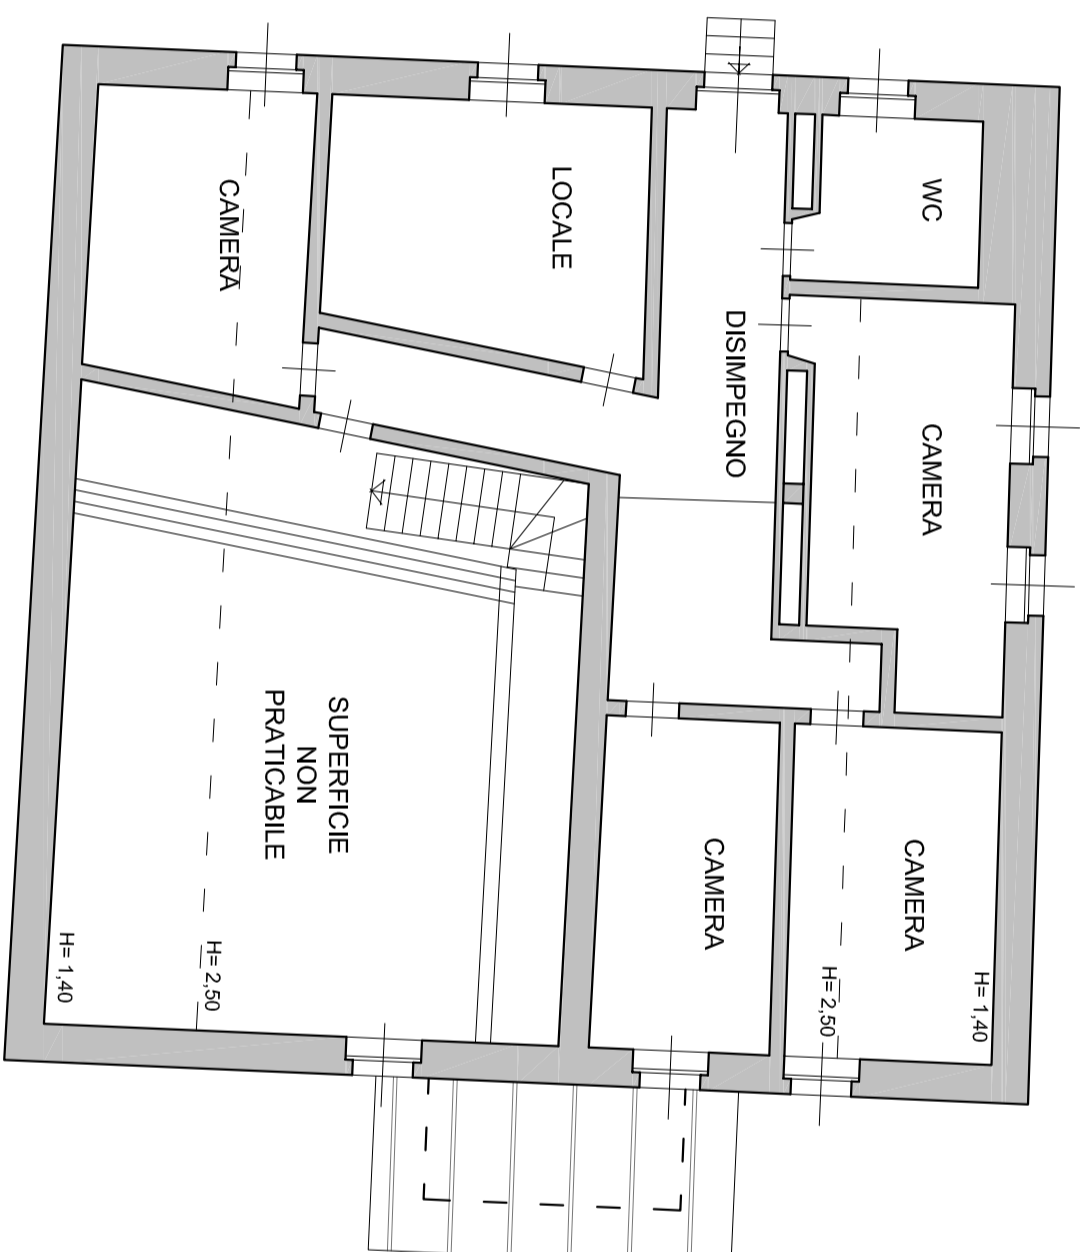 CAMERA
LOCALE
WC
DISIMPEGNO
CAMERA
SUPERFICIE
NON
PRATICABILE
CAMERA
CAMERA
H= 1,40
H= 2,50
H= 2,50
H= 1,40